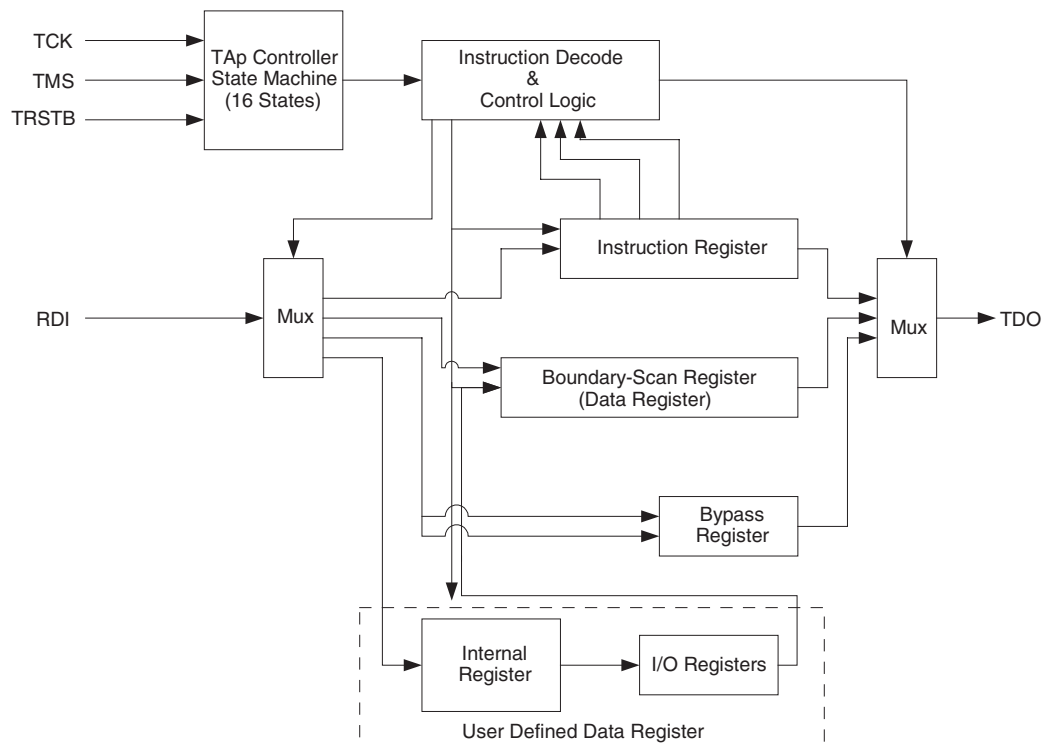 TCK
TMS
TRSTB
TAp Controller
State Machine
(16 States)
Instruction Decode
&
Control Logic
Instruction Register
RDI
Mux
Mux
TDO
Boundary-Scan Register
(Data Register)
Bypass
Register
Internal
Register
I/O Registers
User Defined Data Register